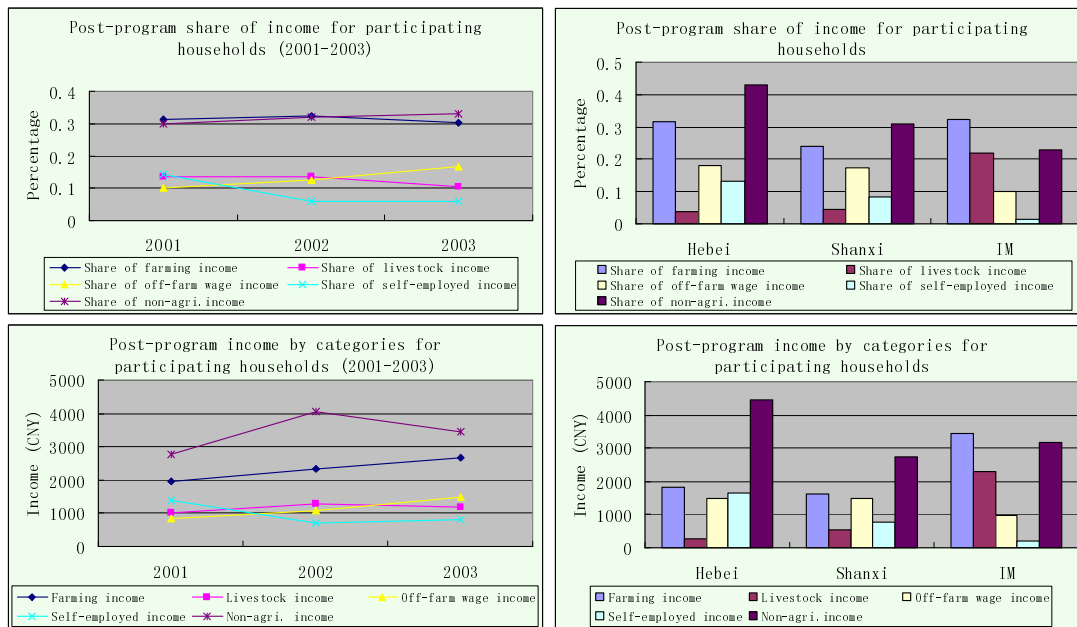 Post-program share of income for participating
households (2001-2003)
Percentage
0.4
0.3
0.2
0.1
0
2001 2002 2003
Share of farming income Share of livestock income
Share of off-farm wage income Share of self-employed income
Share of non-agri.income
Post-program share of income for participating
households
Percentage
0.5
0.4
0.3
0.2
0.1
0
Hebei Shanxi IM
Share of farming income Share of livestock income
Share of off-farm wage income Share of self-employed income
Share of non-agri.income
Post-program income by categories for
participating households (2001-2003)
Income (CNY)
5000
4000
3000
2000
1000
0
2001 2002 2003
Farming income Livestock income Off-farm wage income
Self-employed income Non-agri. income
Post-program income by categories for
participating households
Income (CNY)
5000
4000
3000
2000
1000
0
Hebei Shanxi IM
Farming income Livestock income Off-farm wage income
Self-employed income Non-agri. income